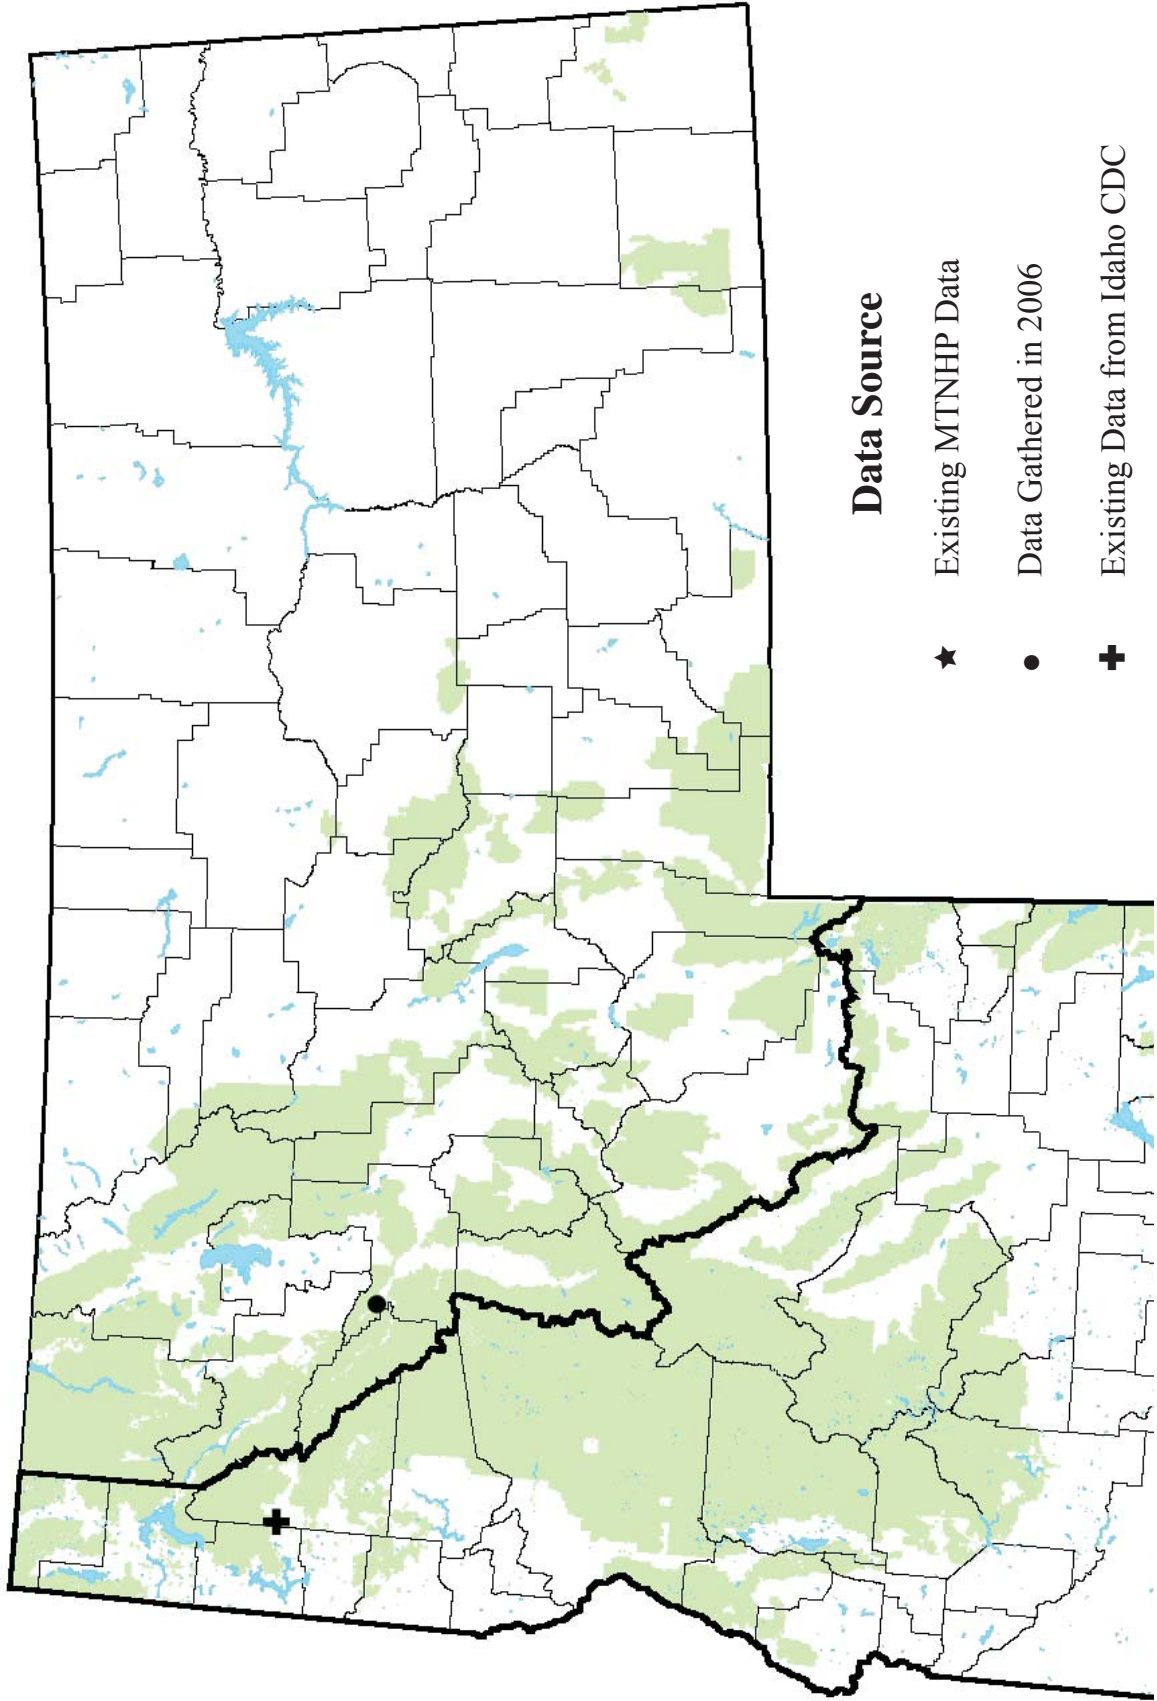 Data Source
Existing MTNHP Data
Data Gathered in 2006
Existing Data from Idaho CDC